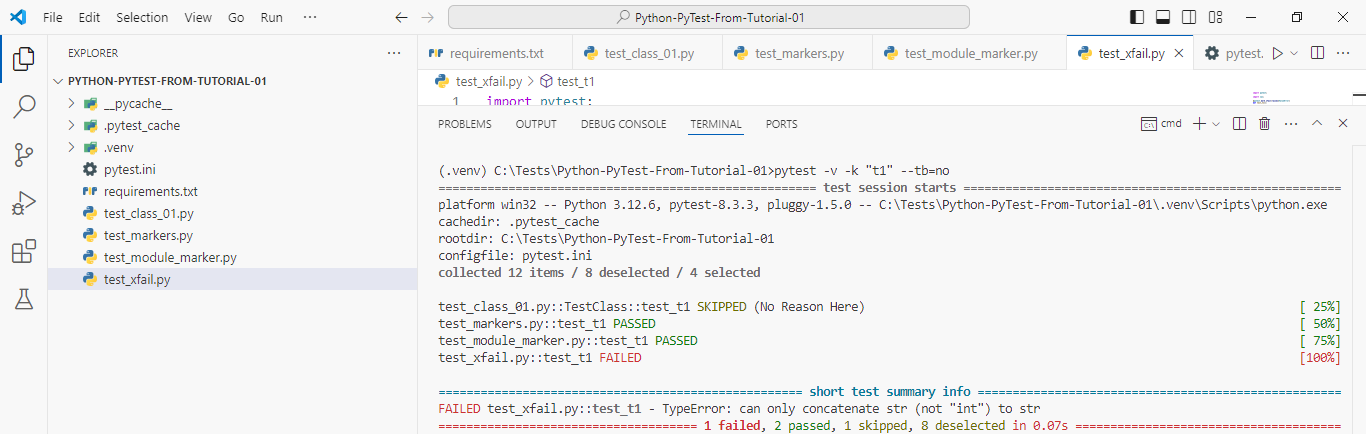 File Edit Selection View Go Run ··· Python-PyTest-From-Tutorial-01
EXPLORER ···
PYTHON-PYTEST-FROM-TUTORIAL-01
__pycache__
.pytest_cache
.venv
pytest.ini
requirements.txt
test_class_01.py
test_markers.py
test_module_marker.py
test_xfail.py
requirements.txt test_class_01.py test_markers.py test_module_marker.py test_xfail.py pytest. ···
test_xfail.py > test_t1
1 import pytest;
PROBLEMS OUTPUT DEBUG CONSOLE TERMINAL PORTS cmd ···
(.venv) C:\Tests\Python-PyTest-From-Tutorial-01>pytest -v -k "t1" --tb=no
============================================= test session starts =============================================
platform win32 -- Python 3.12.6, pytest-8.3.3, pluggy-1.5.0 -- C:\Tests\Python-PyTest-From-Tutorial-01\.venv\Scripts\python.exe
cachedir: .pytest_cache
rootdir: C:\Tests\Python-PyTest-From-Tutorial-01
configfile: pytest.ini
collected 12 items / 8 deselected / 4 selected
test_class_01.py::TestClass::test_t1 SKIPPED (No Reason Here) [ 25%]
test_markers.py::test_t1 PASSED [ 50%]
test_module_marker.py::test_t1 PASSED [ 75%]
test_xfail.py::test_t1 FAILED [100%]
=========================================== short test summary info ===========================================
FAILED test_xfail.py::test_t1 - TypeError: can only concatenate str (not "int") to str
============================== 1 failed, 2 passed, 1 skipped, 8 deselected in 0.07s ===============================